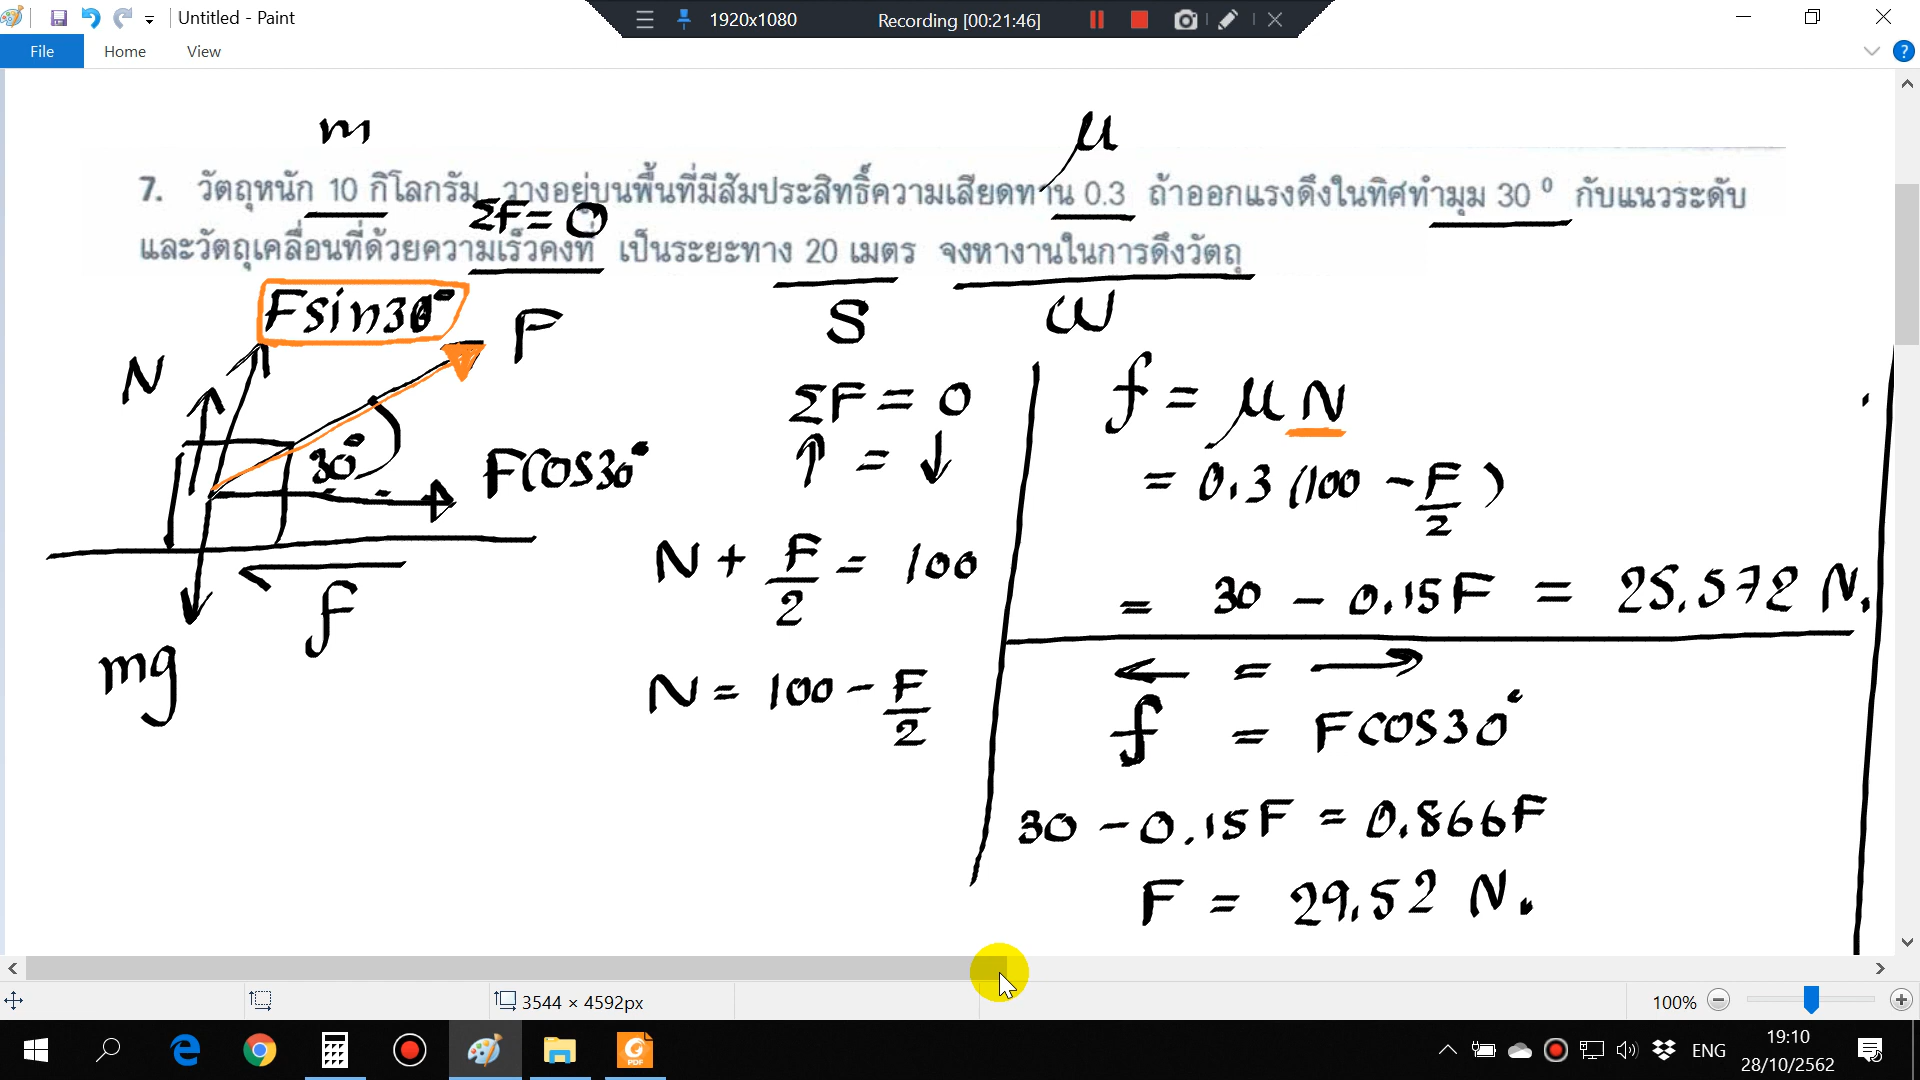 Untitled - Paint
1920x1080
Recording [00:21:46]
File
Home
View
m
μ
7. วัตถุหนัก 10 กิโลกรัม วางอยู่บนพื้นที่มีสัมประสิทธิ์ความเสียดทาน 0.3 ถ้าออกแรงดึงในทิศทำมุม 30 ⁰ กับแนวระดับ
ΣF = 0
และวัตถุเคลื่อนที่ด้วยความเร็วคงที่ เป็นระยะทาง 20 เมตร จงหางานในการดึงวัตถุ
Fsin30°
F
S
W
N
30°
Fcos30°
f
mg
ΣF = 0
↑ = ↓
N + F/2 = 100
N = 100 - F/2
f = μN
= 0.3 (100 - F/2)
= 30 - 0.15F = 25.572 N.
← = →
f = Fcos30°
30 - 0.15F = 0.866F
F = 29.52 N.
3544 × 4592px
100%
PDF
ENG
19:10
28/10/2562